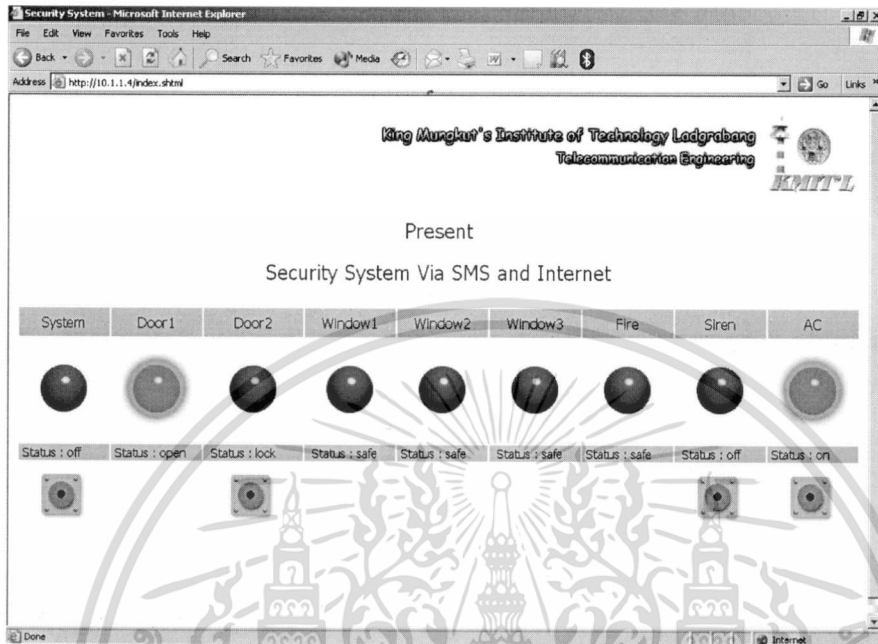 Security System - Microsoft Internet Explorer
File Edit View Favorites Tools Help
Back Search Favorites Media
Address http://10.1.1.4/index.shtml Go Links
King Mungkut's Institute of Technology Ladgrabang
Telecommunication Engineering
KMIT'L
Present
Security System Via SMS and Internet
System Door1 Door2 Window1 Window2 Window3 Fire Siren AC
Status : off Status : open Status : lock Status : safe Status : safe Status : safe Status : safe Status : off Status : on
Done Internet